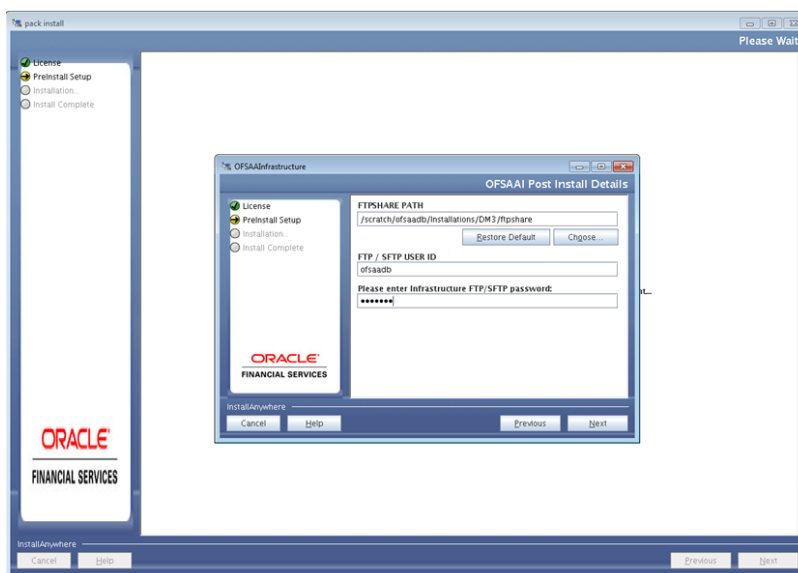 pack install
Please Wait
License
PreInstall Setup
Installation..
Install Complete
OFSAAInfrastructure
OFSAAI Post Install Details
License
PreInstall Setup
Installation..
Install Complete
FTPSHARE PATH
/scratch/ofsaadb/Installations/DM3/ftpshare
Restore Default Choose...
FTP / SFTP USER ID
ofsaadb
Please enter Infrastructure FTP/SFTP password:
•••••••
ORACLE
FINANCIAL SERVICES
InstallAnywhere
Cancel Help Previous Next
ORACLE
FINANCIAL SERVICES
InstallAnywhere
Cancel Help Previous Next